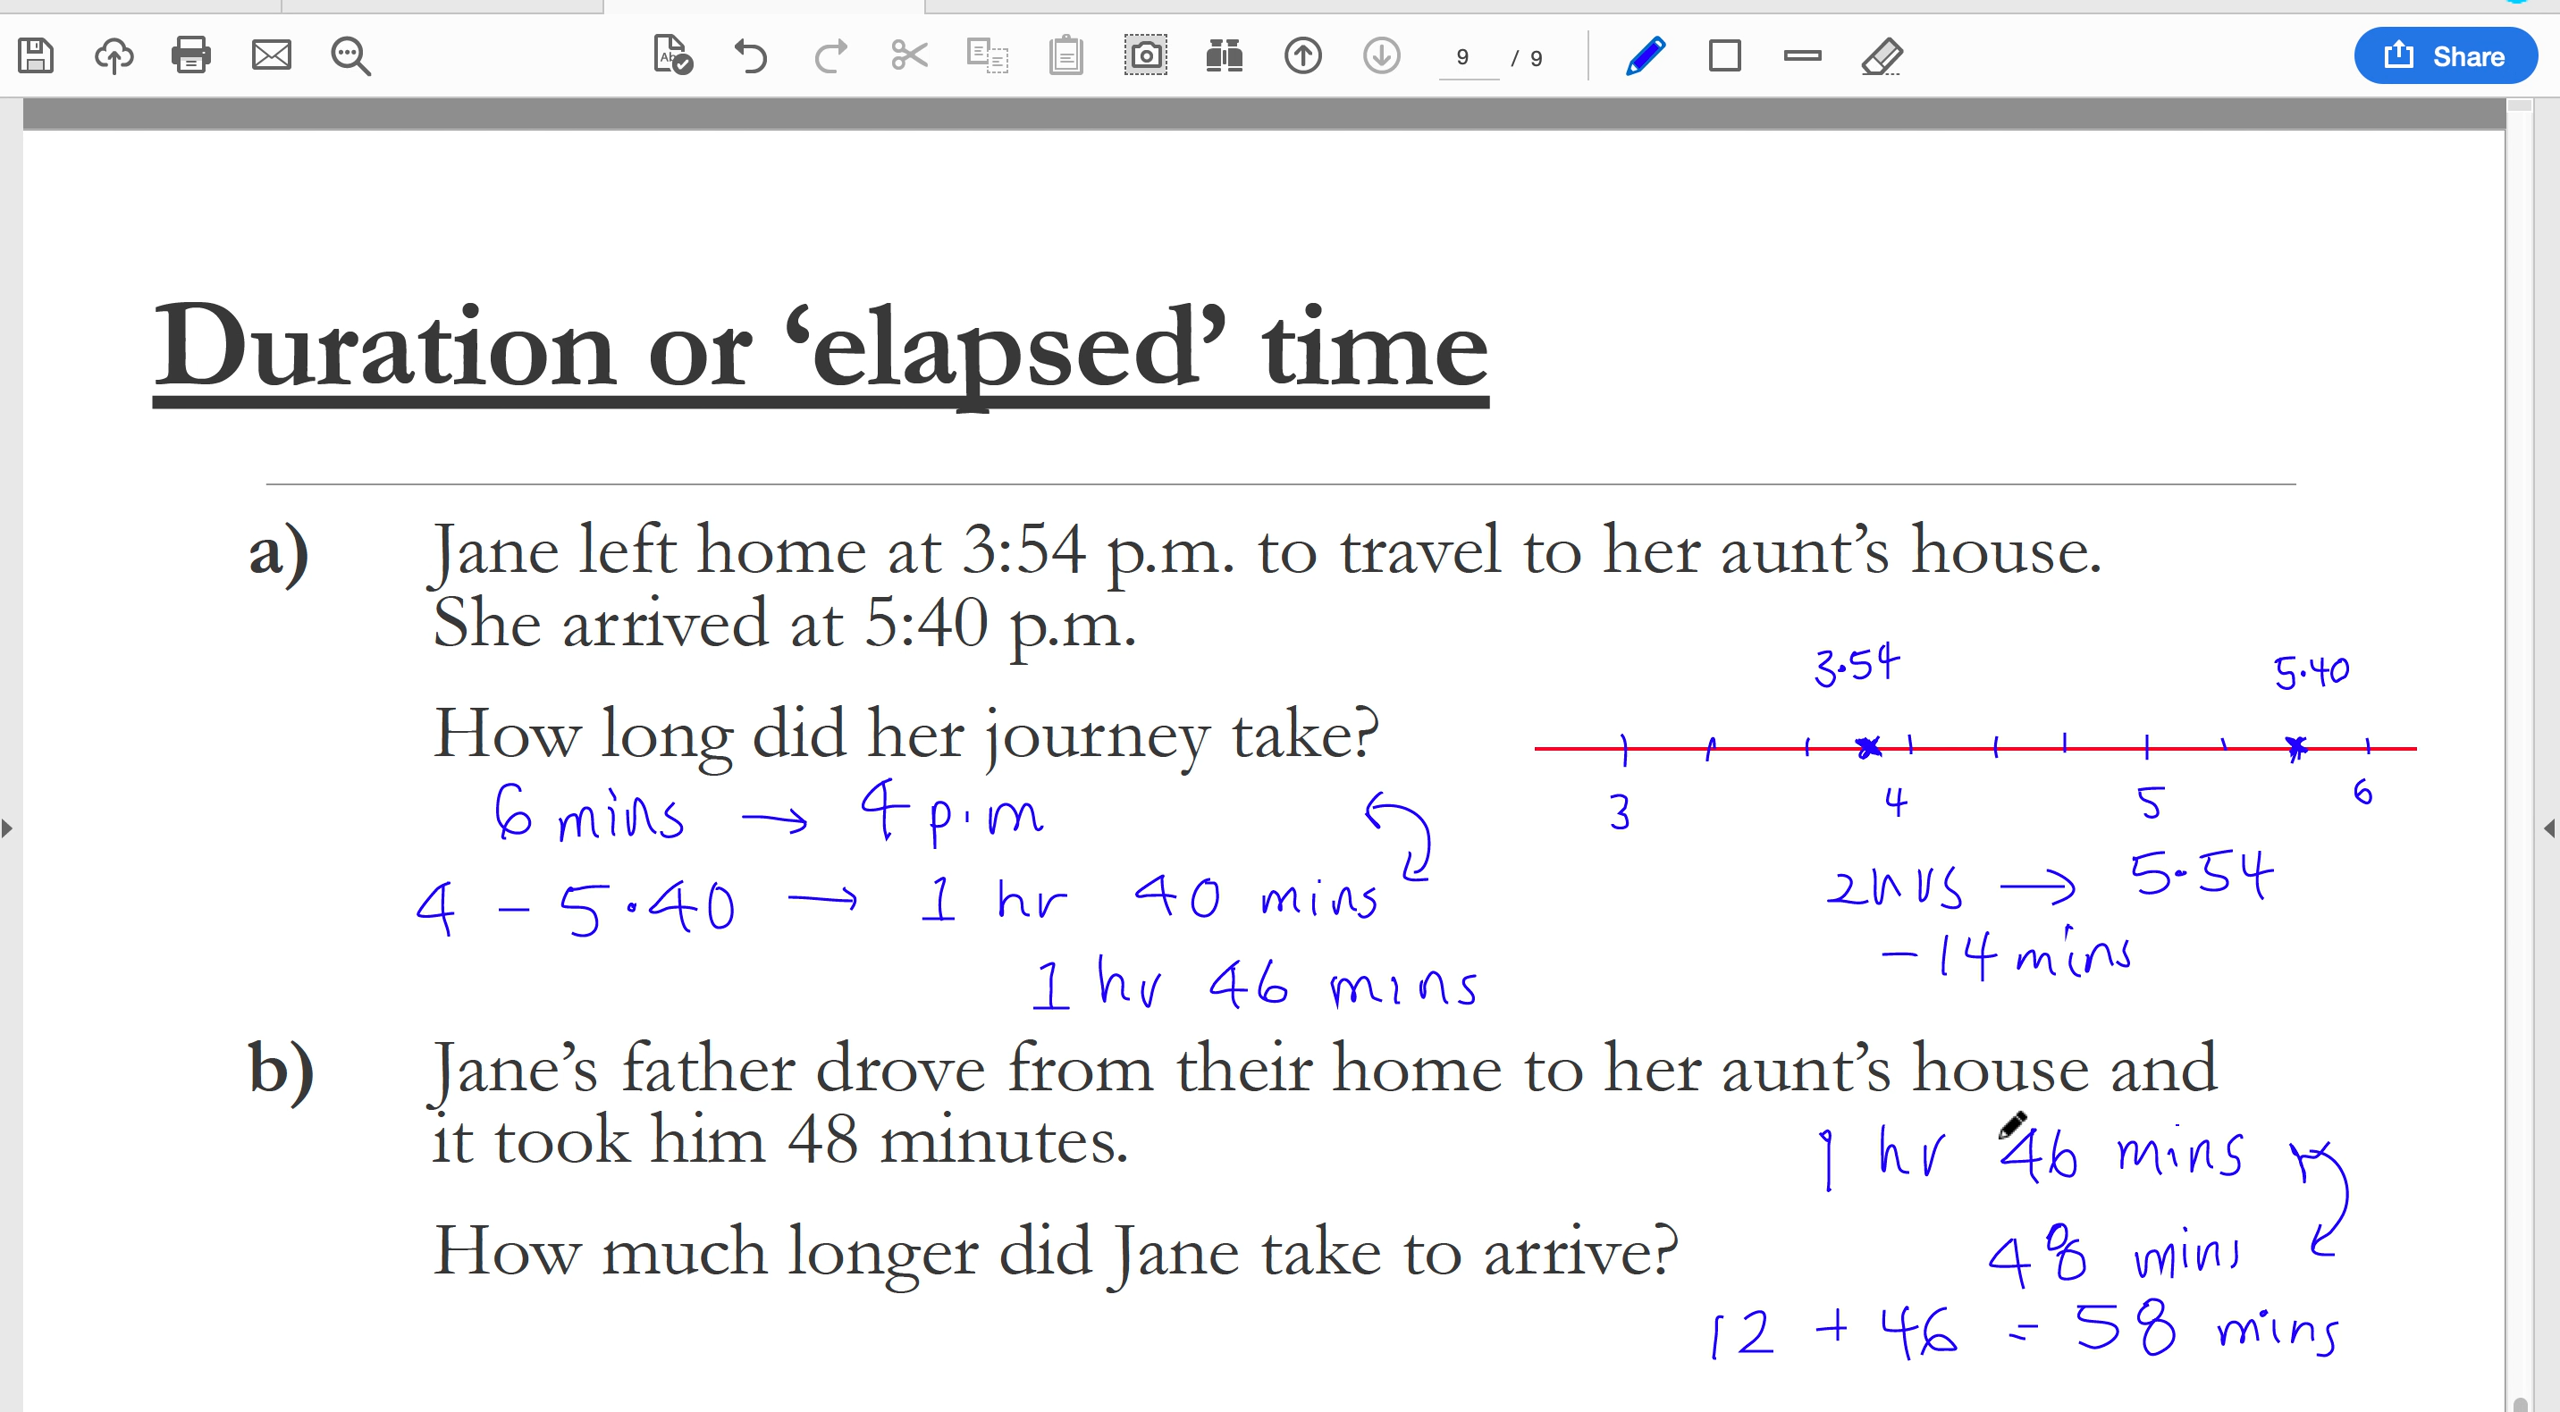 9 / 9
Share
Duration or ‘elapsed’ time
a) Jane left home at 3:54 p.m. to travel to her aunt’s house.
She arrived at 5:40 p.m.
3.54 5.40
How long did her journey take?
3 4 5 6
6 mins → 4 p.m
4 - 5.40 → 1 hr 40 mins
2hrs → 5.54
- 14 mins
1 hr 46 mins
b) Jane’s father drove from their home to her aunt’s house and
it took him 48 minutes.
1 hr 46 mins
How much longer did Jane take to arrive?
48 mins
12 + 46 = 58 mins